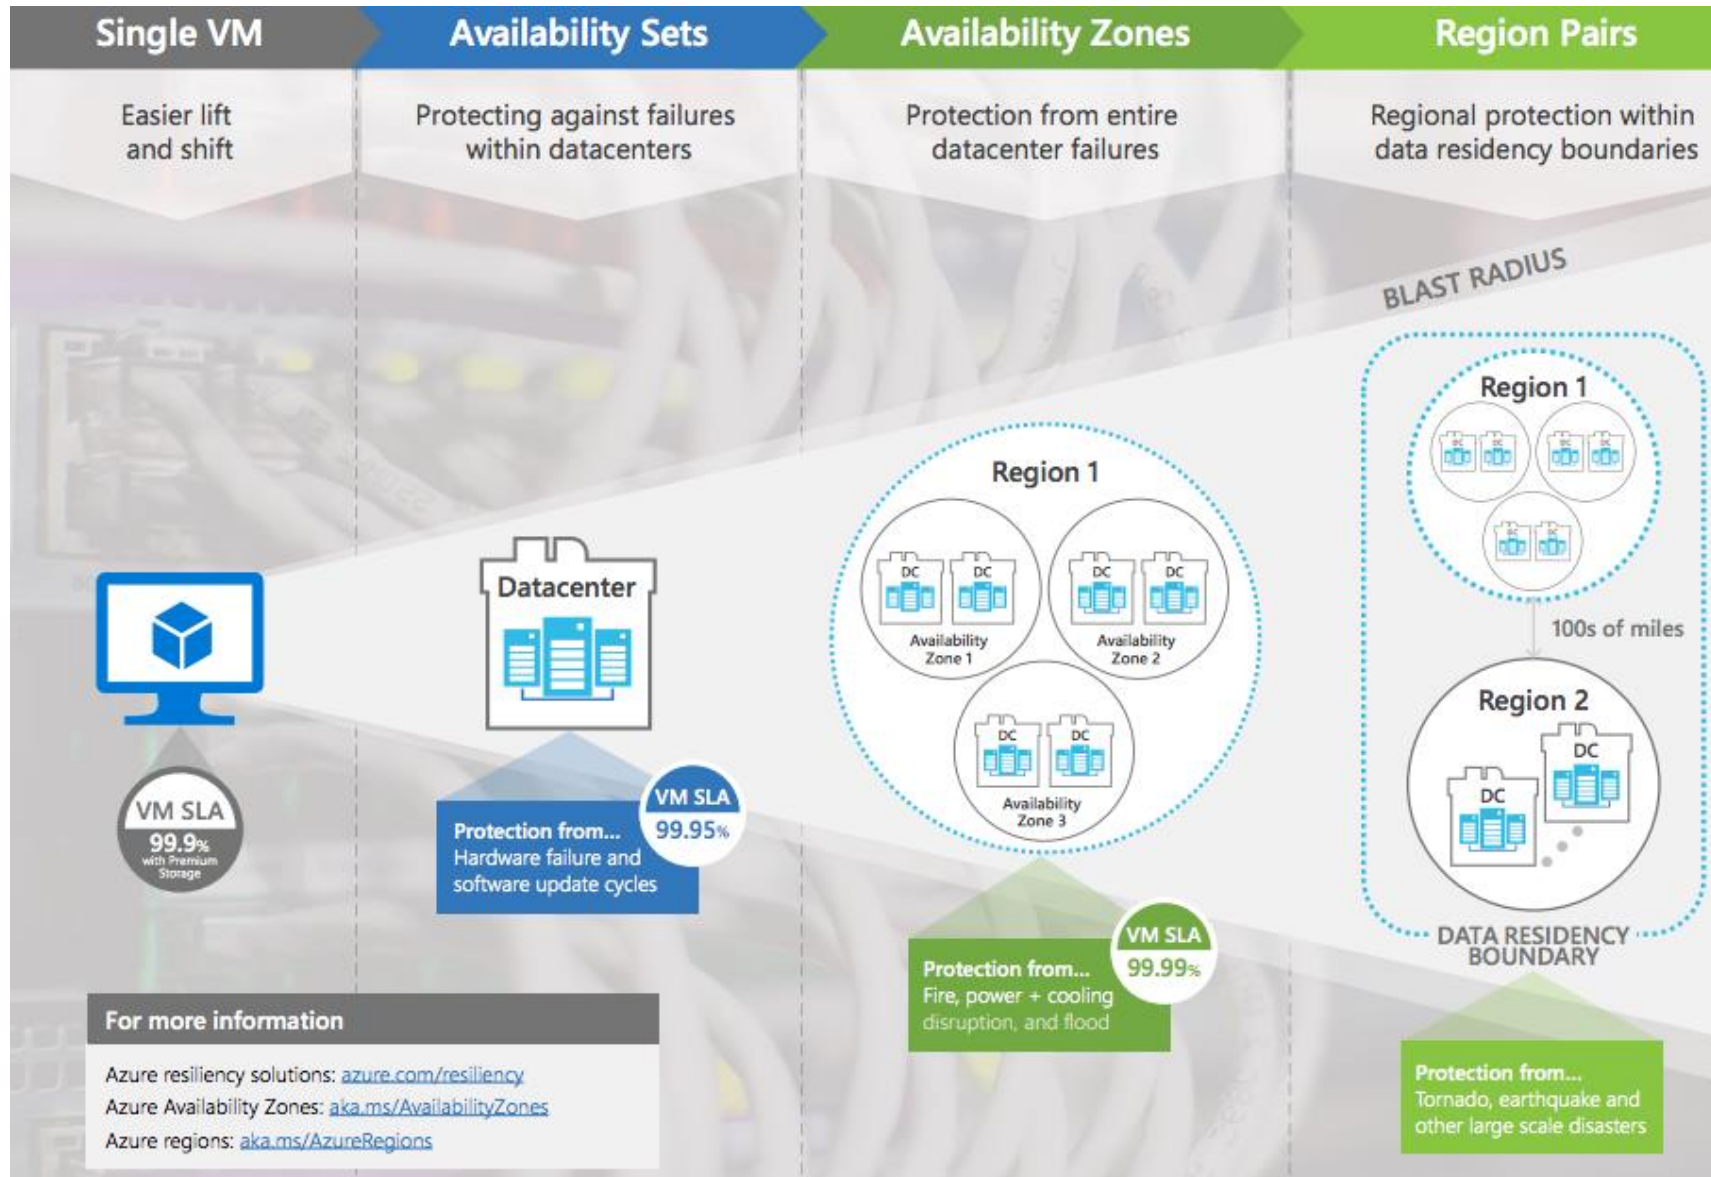 Single VM
Availability Sets
Availability Zones
Region Pairs
Easier lift
and shift
Protecting against failures
within datacenters
Protection from entire
datacenter failures
Regional protection within
data residency boundaries
BLAST RADIUS
VM SLA
99.9%
with Premium
Storage
Datacenter
Protection from...
Hardware failure and
software update cycles
VM SLA
99.95%
Region 1
DC
DC
Availability
Zone 1
DC
DC
Availability
Zone 2
DC
DC
Availability
Zone 3
Protection from...
Fire, power + cooling
disruption, and flood
VM SLA
99.99%
Region 1
DC
DC
DC
DC
DC
DC
100s of miles
Region 2
DC
DC
DATA RESIDENCY
BOUNDARY
Protection from...
Tornado, earthquake and
other large scale disasters
For more information
Azure resiliency solutions: azure.com/resiliency
Azure Availability Zones: aka.ms/AvailabilityZones
Azure regions: aka.ms/AzureRegions